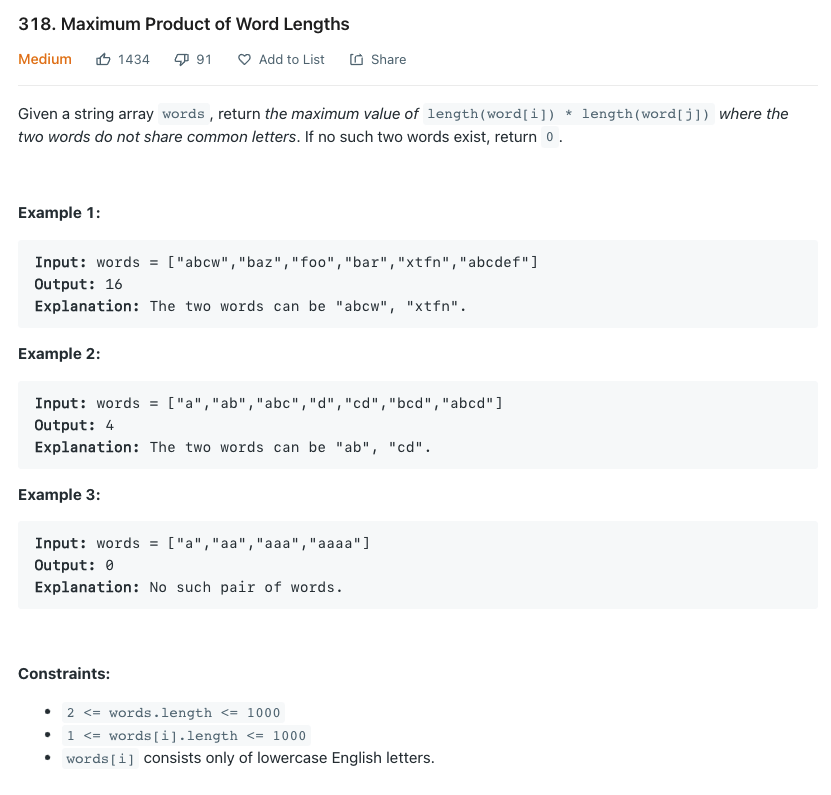 318. Maximum Product of Word Lengths
Medium 1434 91 Add to List Share
Given a string array words , return the maximum value of length(word[i]) * length(word[j]) where the
two words do not share common letters. If no such two words exist, return 0 .
Example 1:
Input: words = ["abcw","baz","foo","bar","xtfn","abcdef"]
Output: 16
Explanation: The two words can be "abcw", "xtfn".
Example 2:
Input: words = ["a","ab","abc","d","cd","bcd","abcd"]
Output: 4
Explanation: The two words can be "ab", "cd".
Example 3:
Input: words = ["a","aa","aaa","aaaa"]
Output: 0
Explanation: No such pair of words.
Constraints:
• 2 <= words.length <= 1000
• 1 <= words[i].length <= 1000
• words[i] consists only of lowercase English letters.